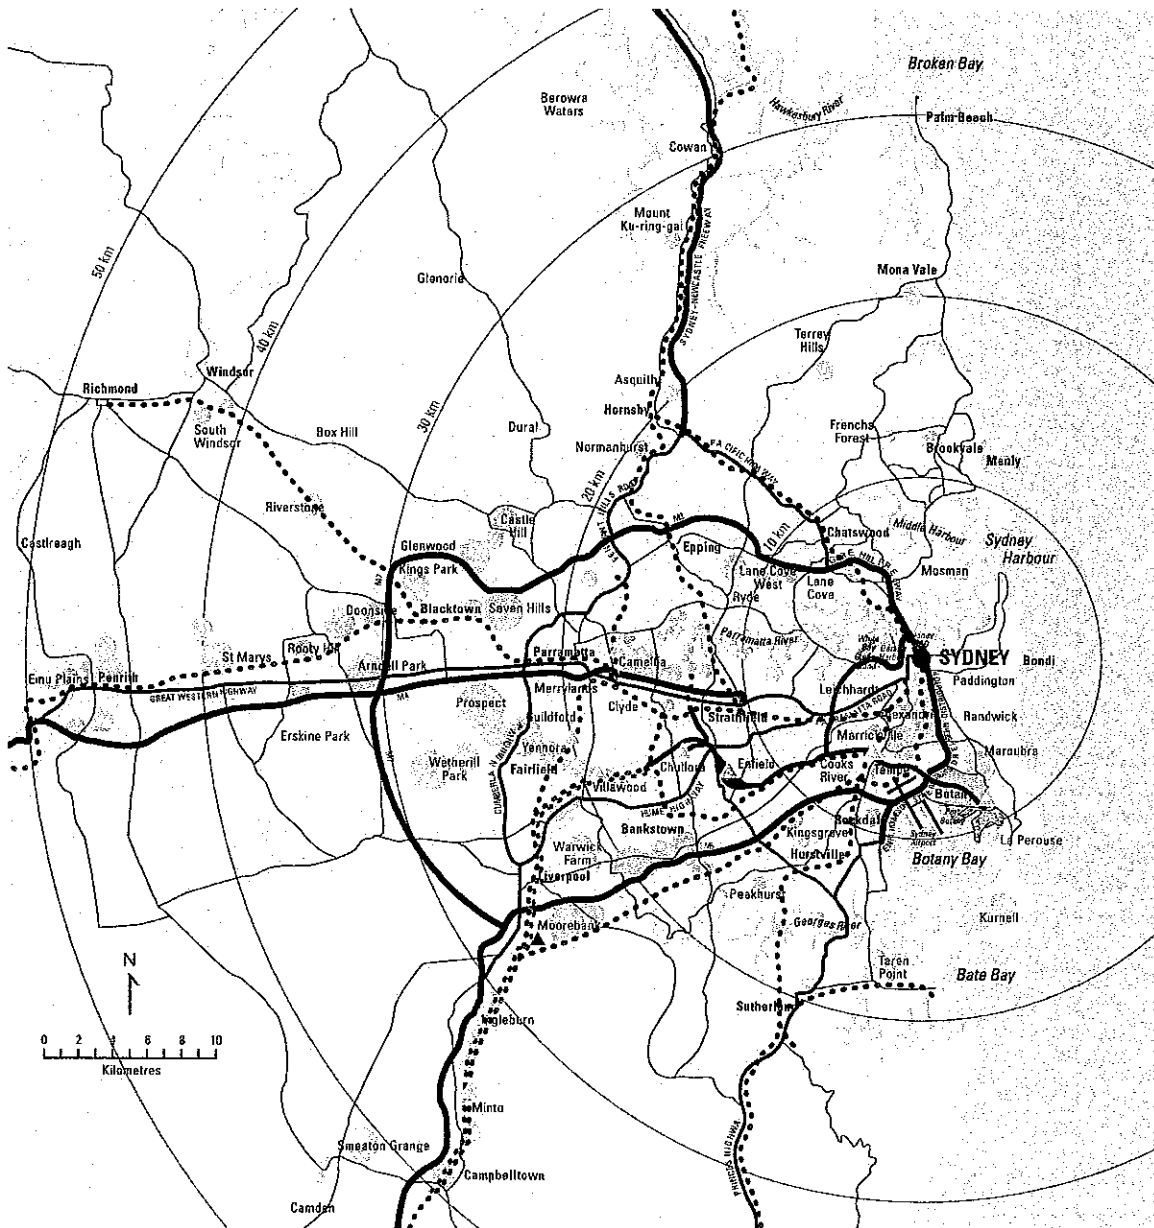 Broken Bay
Berowra
Waters
Hawkesbury River
Palm Beach
Cowan
Mount
Ku-ring-gai
SYDNEY-NEWCASTLE FREEWAY
50 km
Glenorie
Mona Vale
40 km
Terrey
Hills
Windsor
Richmond
Asquith
Hornsby
30 km
Dural
South
Windsor
Box Hill
Normanhurst
PACIFIC HIGHWAY
Frenchs
Forest
Brookvale
Manly
20 km
Riverstone
Castle
Hill
M2
10 km
Chatswood
Middle Harbour
Sydney
Harbour
Castlreagh
Glenwood
Kings Park
Epping
Lane Cove
West
Lane
Cove
Mosman
M7
Ryde
Doonside
Blacktown
Seven Hills
Parramatta River
St Marys
Rooty Hill
Arndell Park
Parramatta
Camellia
SYDNEY
Bondi
Emu Plains
Penrith
GREAT WESTERN HIGHWAY
M4
Merrylands
Leichhardt
Paddington
Prospect
Clyde
Strathfield
Alexandria
Randwick
Erskine Park
Guildford
Marrickville
Maroubra
Wetherill
Park
Yennora
Fairfield
Chullora
Enfield
Cooks
River
Tempe
Villawood
HUME HIGHWAY
Botany
Bankstown
Rockdale
Kingsgrove
Sydney
Airport
La Perouse
Warwick
Farm
M5
Hurstville
Botany Bay
Liverpool
Peakhurst
Moorebank
Georges River
Kurnell
N
Taren
Point
Bate Bay
Sutherland
Ingleburn
0 2 4 6 8 10
Kilometres
Minto
Smeaton Grange
PRINCES HIGHWA
Campbelltown
Camden